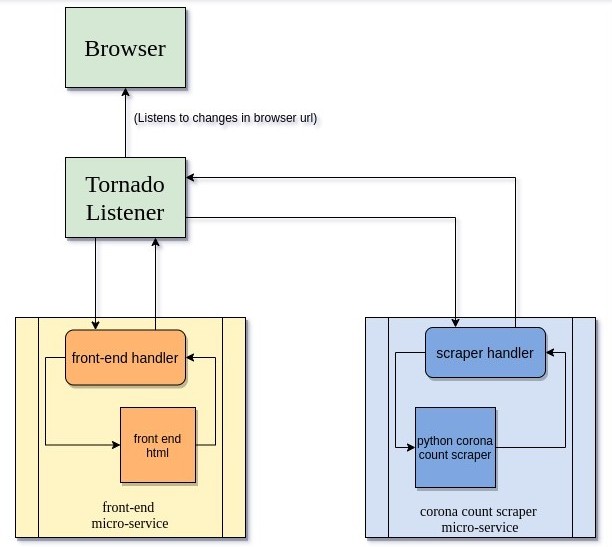 Browser
(Listens to changes in browser url)
Tornado
Listener
front-end handler
front end
html
front-end
micro-service
scraper handler
python corona
count scraper
corona count scraper
micro-service